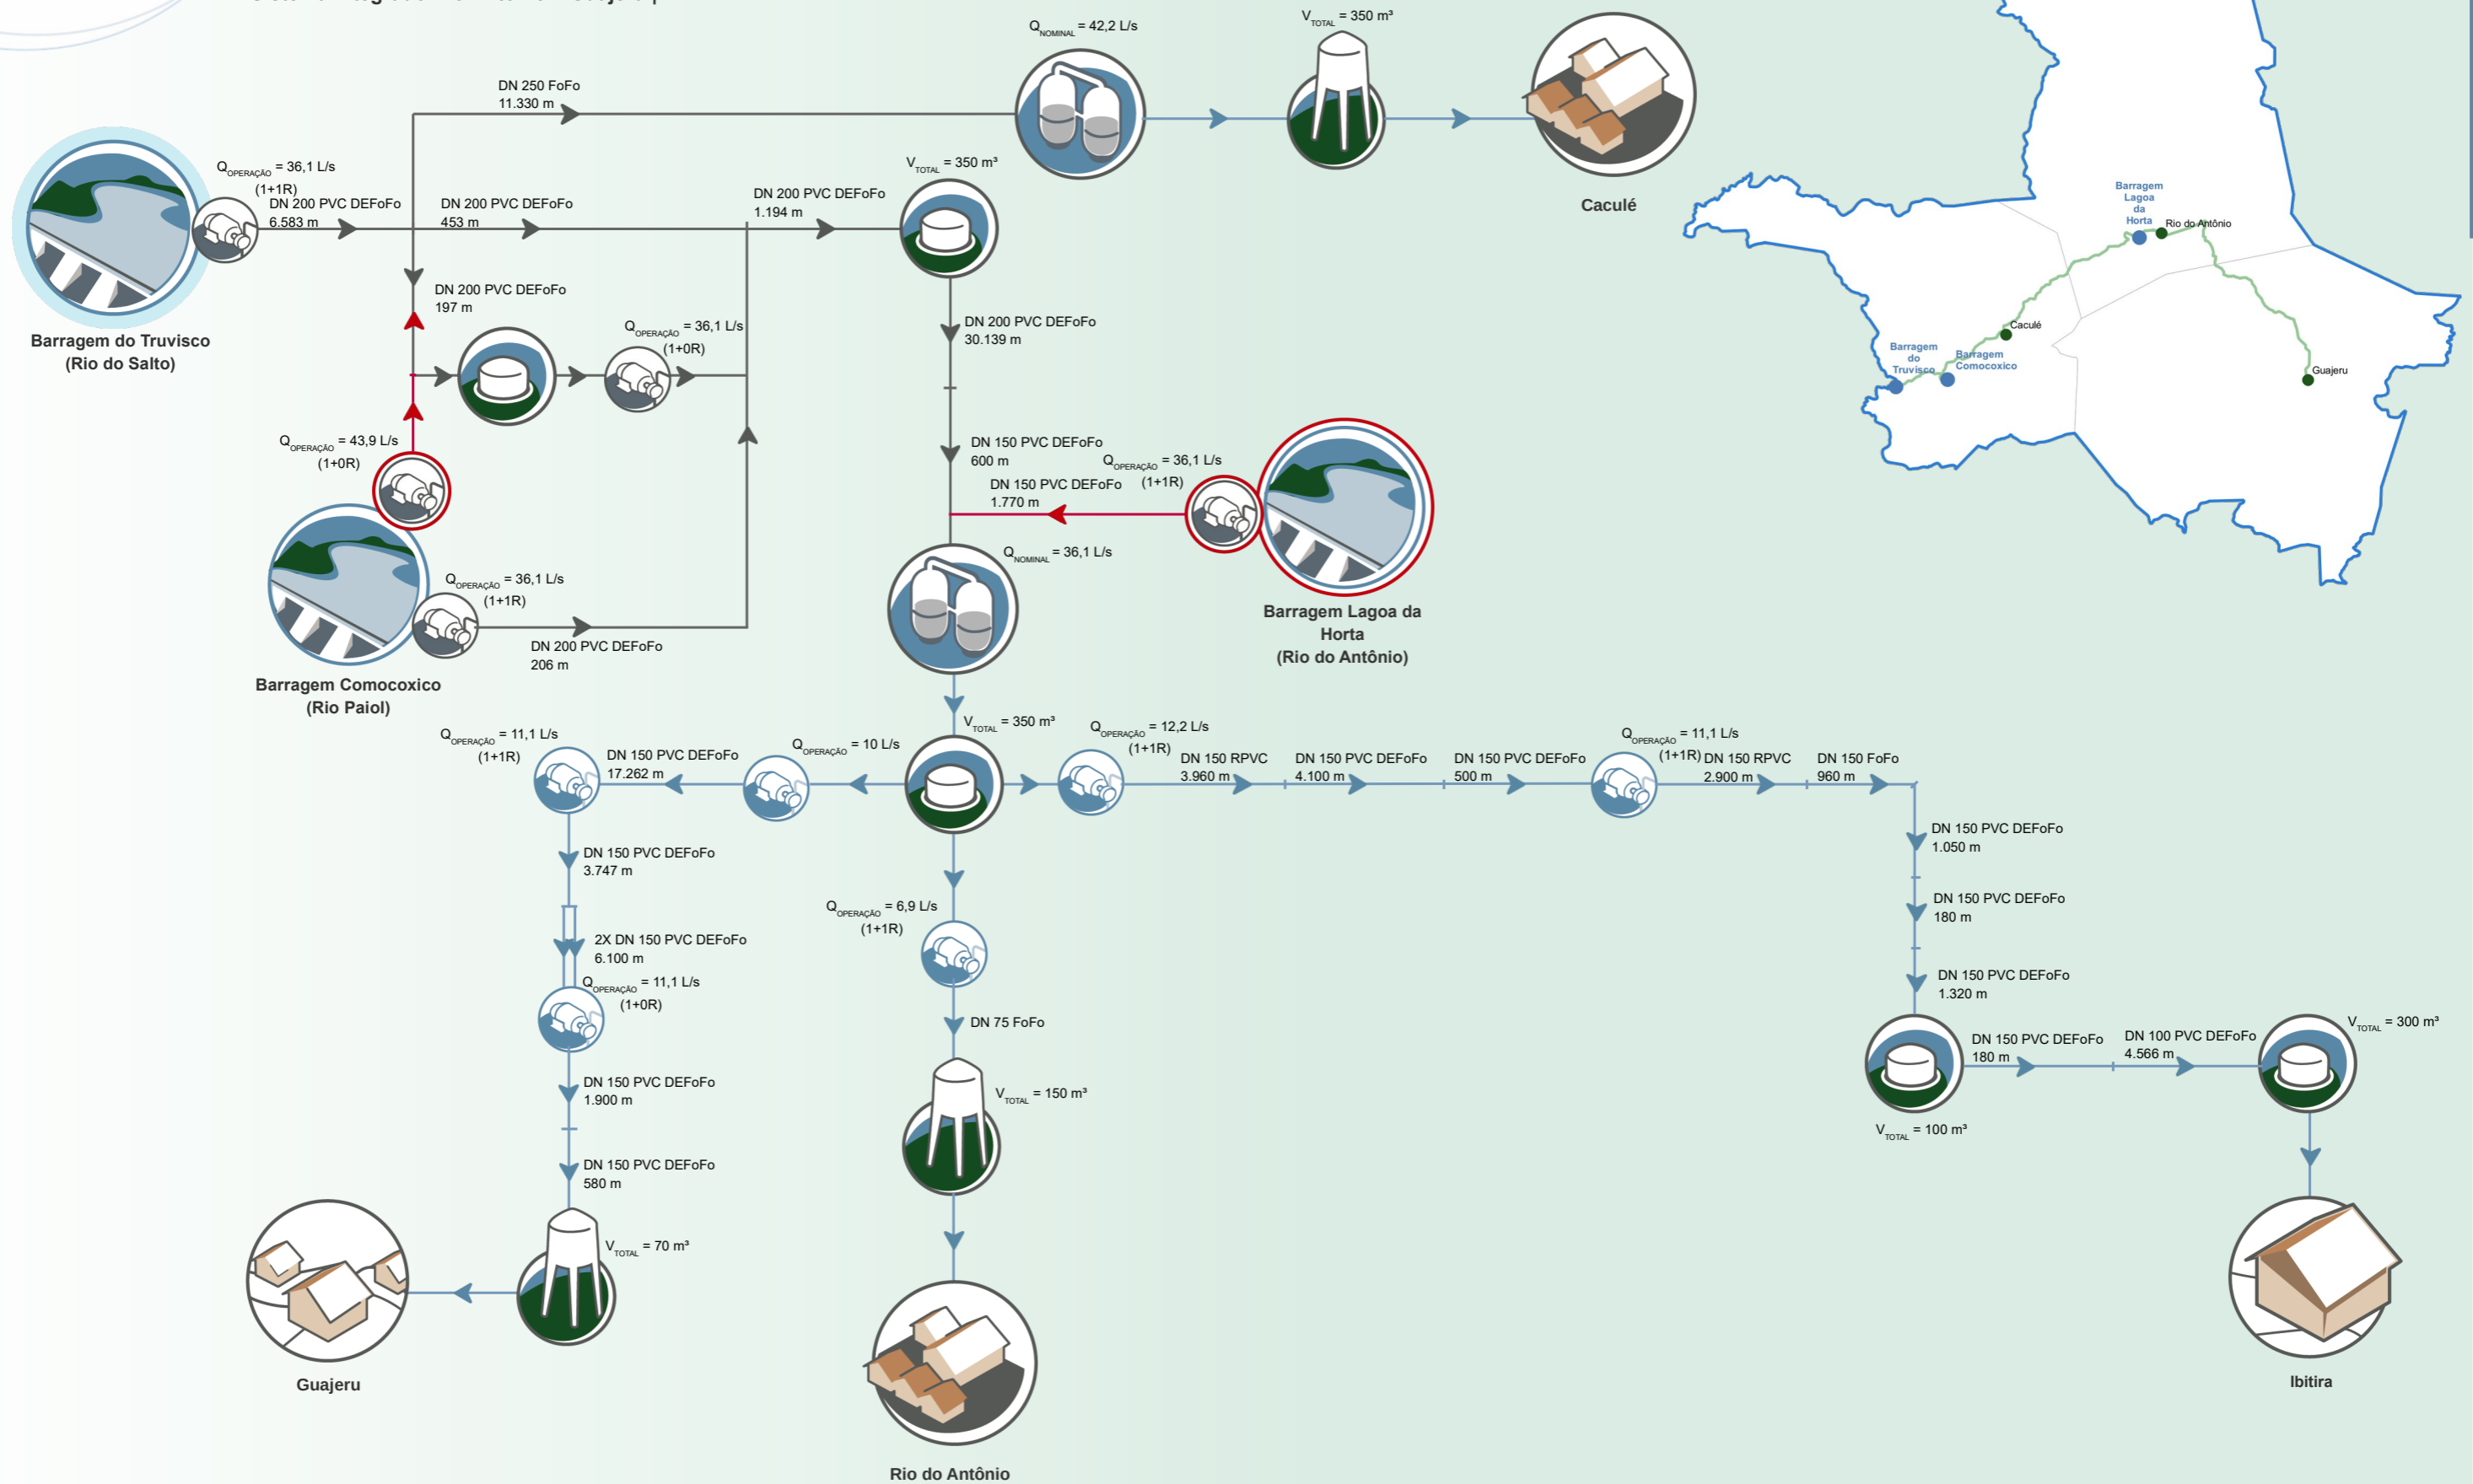 Q NOMINAL = 42,2 L/s
V TOTAL = 350 m³
DN 250 FoFo
11.330 m
Caculé
Q OPERAÇÃO = 36,1 L/s
(1+1R)
DN 200 PVC DEFoFo
6.583 m
DN 200 PVC DEFoFo
453 m
DN 200 PVC DEFoFo
1.194 m
V TOTAL = 350 m³
Barragem do Truvisco
(Rio do Salto)
DN 200 PVC DEFoFo
197 m
Q OPERAÇÃO = 36,1 L/s
(1+0R)
DN 200 PVC DEFoFo
30.139 m
Q OPERAÇÃO = 43,9 L/s
(1+0R)
DN 150 PVC DEFoFo
600 m
Q OPERAÇÃO = 36,1 L/s
(1+1R)
DN 150 PVC DEFoFo
1.770 m
Q NOMINAL = 36,1 L/s
Barragem Lagoa da
Horta
(Rio do Antônio)
Q OPERAÇÃO = 36,1 L/s
(1+1R)
DN 200 PVC DEFoFo
206 m
Barragem Comocoxico
(Rio Paiol)
Barragem
Lagoa
da
Horta
Rio do Antônio
Caculé
Barragem
do
Truvisco
Barragem
Comocoxico
Guajeru
Q OPERAÇÃO = 11,1 L/s
(1+1R)
DN 150 PVC DEFoFo
17.262 m
Q OPERAÇÃO = 10 L/s
V TOTAL = 350 m³
Q OPERAÇÃO = 12,2 L/s
(1+1R)
DN 150 RPVC
3.960 m
DN 150 PVC DEFoFo
4.100 m
DN 150 PVC DEFoFo
500 m
Q OPERAÇÃO = 11,1 L/s
(1+1R)
DN 150 RPVC
2.900 m
DN 150 FoFo
960 m
DN 150 PVC DEFoFo
3.747 m
2X DN 150 PVC DEFoFo
6.100 m
Q OPERAÇÃO = 11,1 L/s
(1+0R)
DN 150 PVC DEFoFo
1.900 m
DN 150 PVC DEFoFo
580 m
V TOTAL = 70 m³
Guajeru
Q OPERAÇÃO = 6,9 L/s
(1+1R)
DN 75 FoFo
V TOTAL = 150 m³
Rio do Antônio
DN 150 PVC DEFoFo
1.050 m
DN 150 PVC DEFoFo
180 m
DN 150 PVC DEFoFo
1.320 m
V TOTAL = 100 m³
DN 150 PVC DEFoFo
180 m
DN 100 PVC DEFoFo
4.566 m
V TOTAL = 300 m³
Ibitira